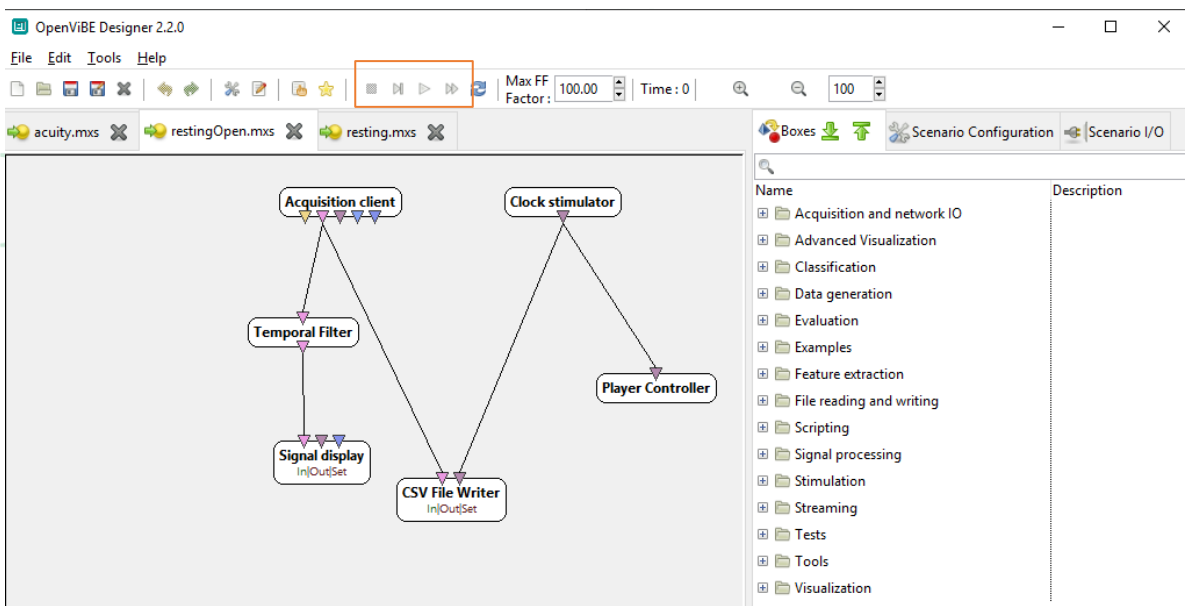 OpenViBE Designer 2.2.0
File Edit Tools Help
Max FF
Factor : 100.00 Time : 0 100
acuity.mxs restingOpen.mxs resting.mxs
Boxes Scenario Configuration Scenario I/O
Name Description
Acquisition and network IO
Advanced Visualization
Classification
Data generation
Evaluation
Examples
Feature extraction
File reading and writing
Scripting
Signal processing
Stimulation
Streaming
Tests
Tools
Visualization
Acquisition client
Clock stimulator
Temporal Filter
Player Controller
Signal display
In|Out|Set
CSV File Writer
In|Out|Set